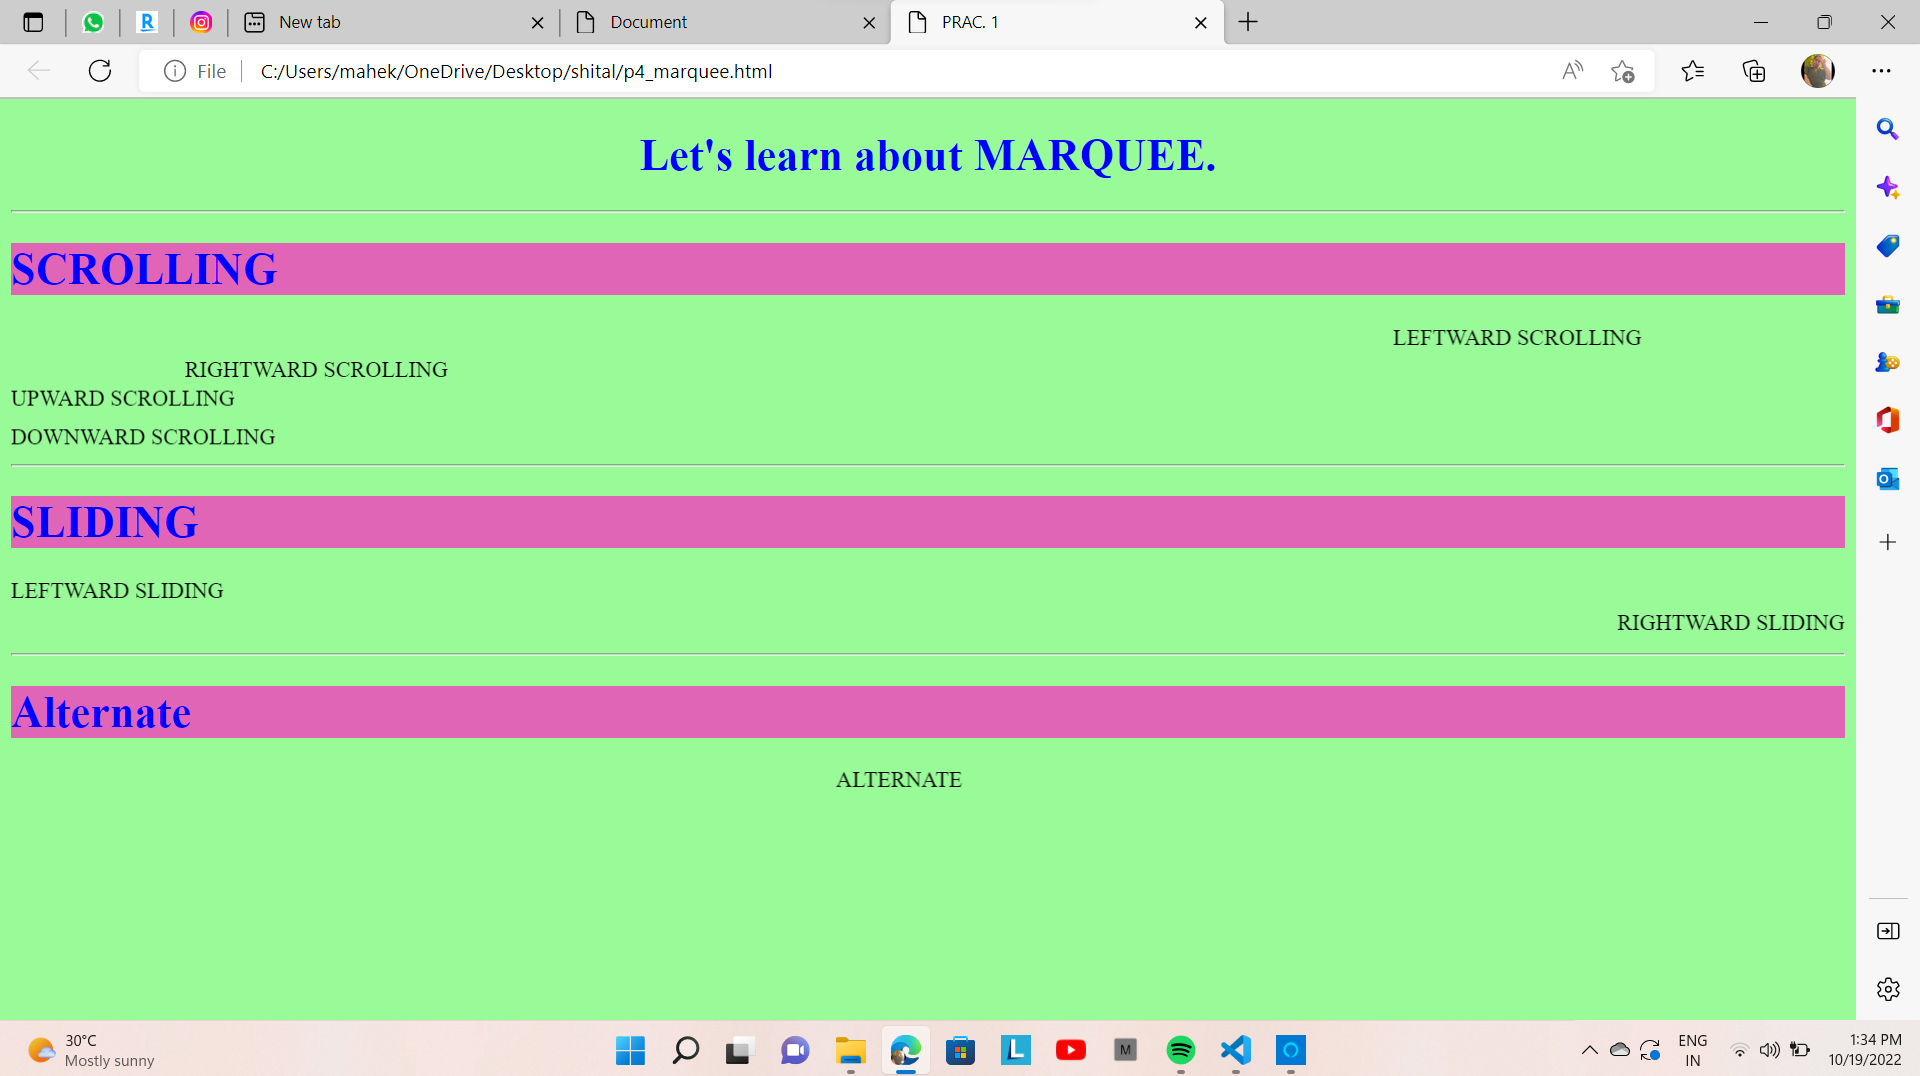 New tab
Document
PRAC. 1
File
C:/Users/mahek/OneDrive/Desktop/shital/p4_marquee.html
Let's learn about MARQUEE.
SCROLLING
LEFTWARD SCROLLING
RIGHTWARD SCROLLING
UPWARD SCROLLING
DOWNWARD SCROLLING
SLIDING
LEFTWARD SLIDING
RIGHTWARD SLIDING
Alternate
ALTERNATE
30°C
Mostly sunny
ENG
IN
1:34 PM
10/19/2022